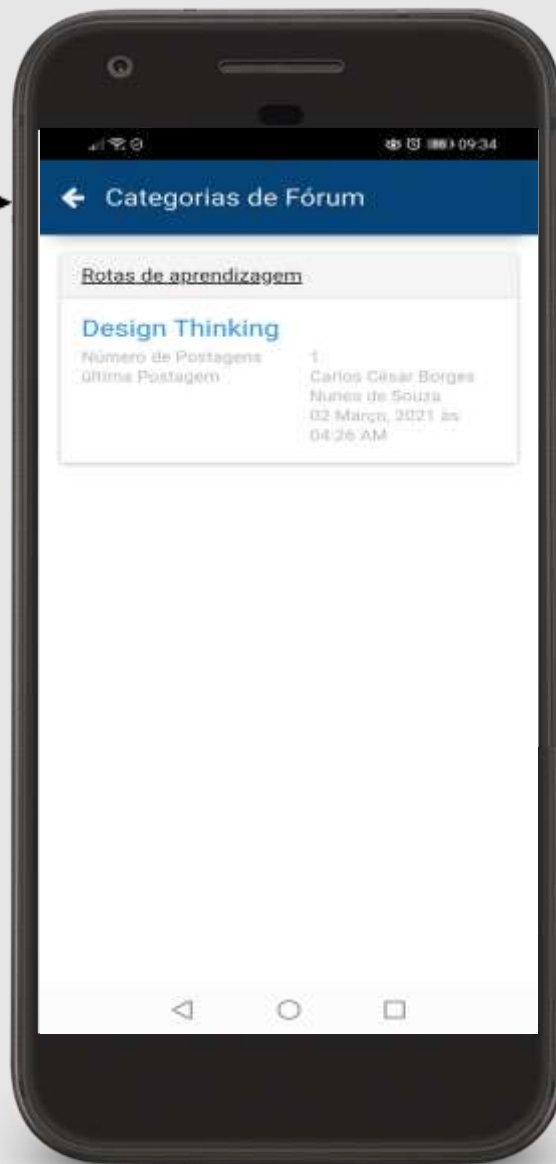 09:34
Categorias de Fórum
Rotas de aprendizagem
Design Thinking
Número de Postagens 1
última Postagem Carlos César Borges
Nunes de Souza
02 Março, 2021 às
04:26 AM